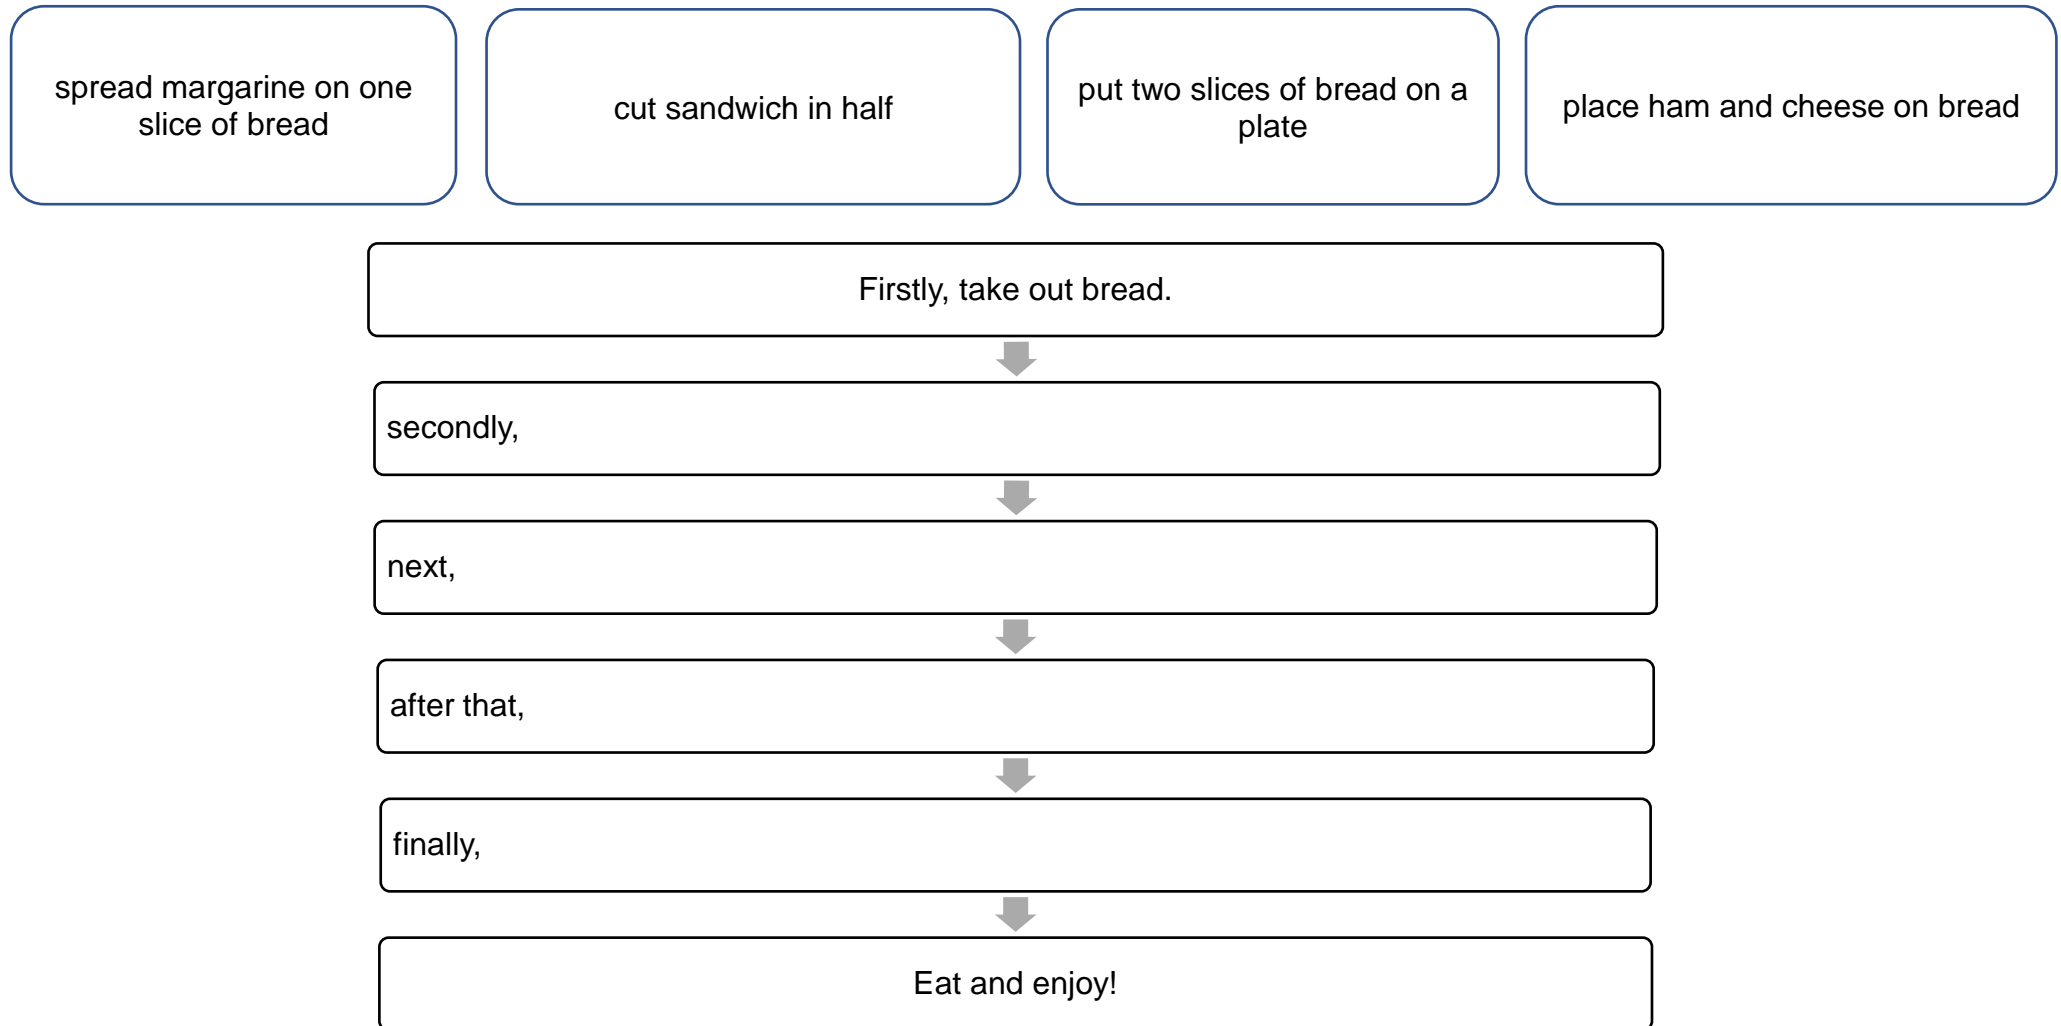 spread margarine on one
slice of bread
cut sandwich in half
put two slices of bread on a
plate
place ham and cheese on bread
Firstly, take out bread.
secondly,
next,
after that,
finally,
Eat and enjoy!